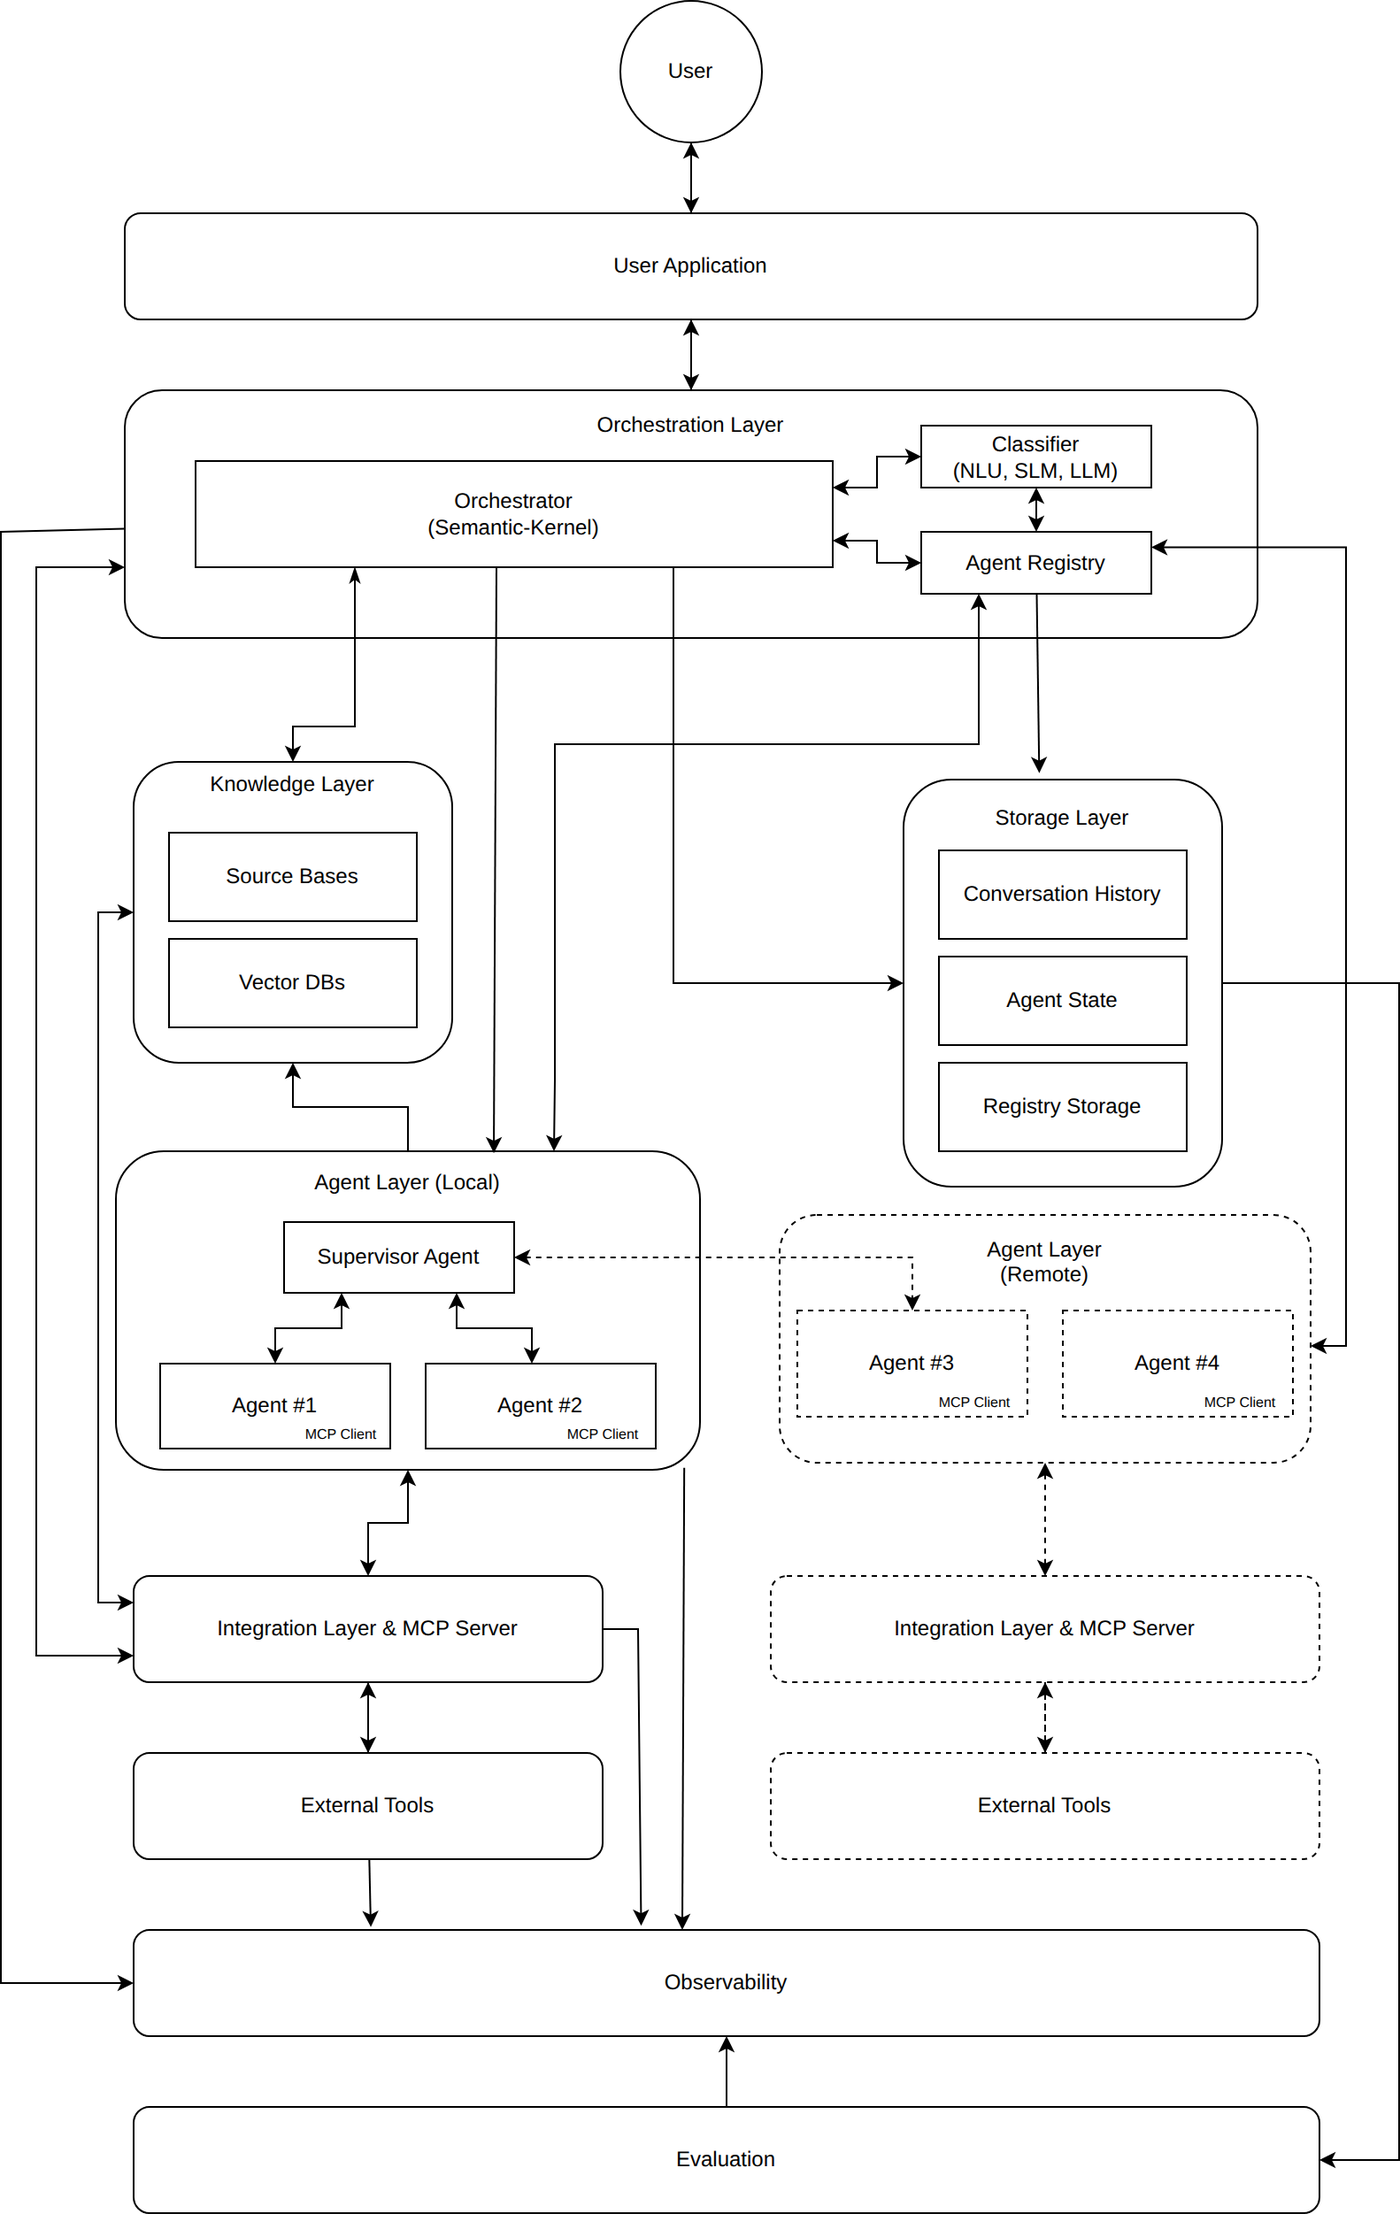 User
User Application
Orchestration Layer
Classifier
(NLU, SLM, LLM)
Orchestrator
(Semantic-Kernel)
Agent Registry
Knowledge Layer
Source Bases
Vector DBs
Storage Layer
Conversation History
Agent State
Registry Storage
Agent Layer (Local)
Supervisor Agent
Agent #1
MCP Client
Agent #2
MCP Client
Agent Layer
(Remote)
Agent #3
MCP Client
Agent #4
MCP Client
Integration Layer & MCP Server
Integration Layer & MCP Server
External Tools
External Tools
Observability
Evaluation